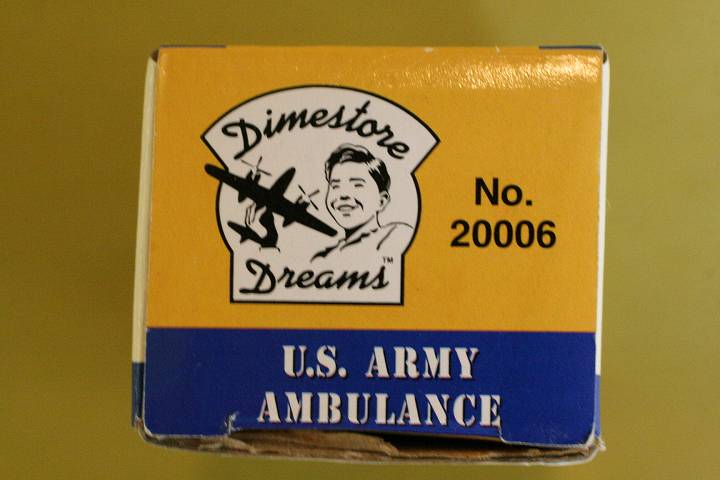 Dimestore
Dreams™
No.
20006
U.S. ARMY
AMBULANCE